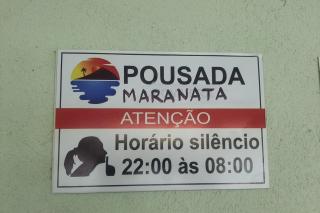 POUSADA
MARANATA
ATENÇÃO
Horário silêncio
22:00 às 08:00